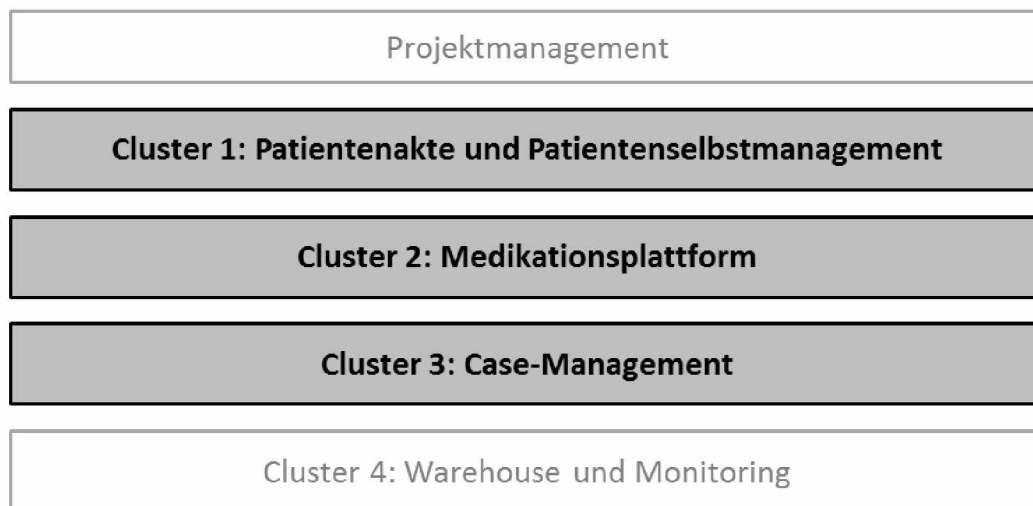 Projektmanagement
Cluster 1: Patientenakte und Patientenselbstmanagement
Cluster 2: Medikationsplattform
Cluster 3: Case-Management
Cluster 4: Warehouse und Monitoring